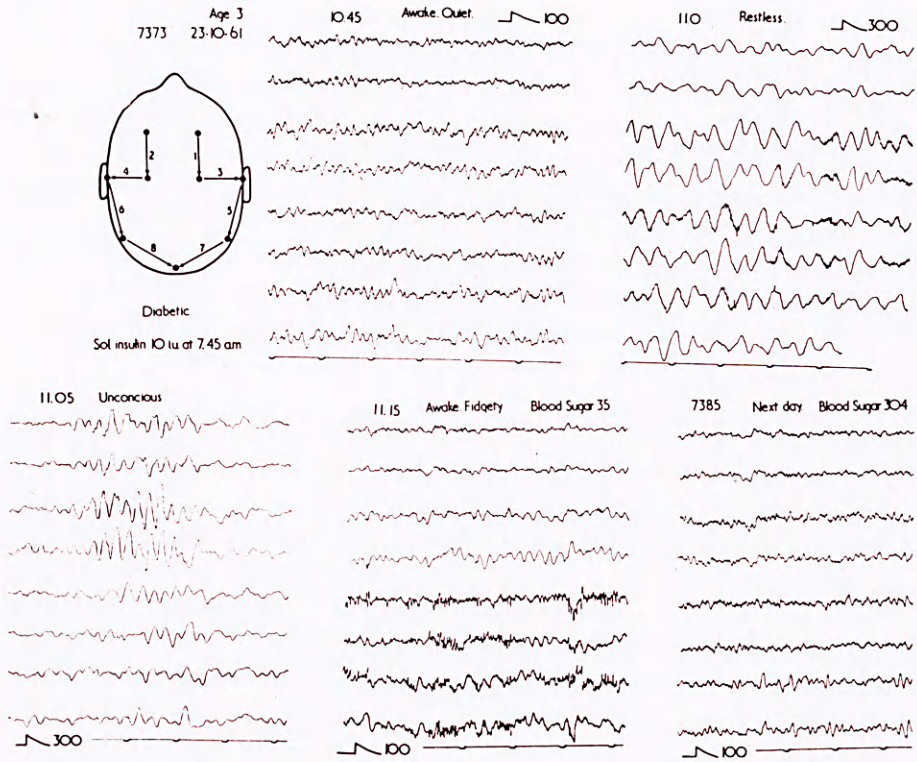 Age 3
7373 23·10·61
10.45 Awake. Quiet. 100
110 Restless. 300
1
2
3
4
5
6
7
8
Diabetic
Sol insulin 10 i.u. at 7.45 am
11.05 Unconcious
300
11.15 Awake. Fidgety Blood Sugar 35
100
7385 Next day Blood Sugar 304
100